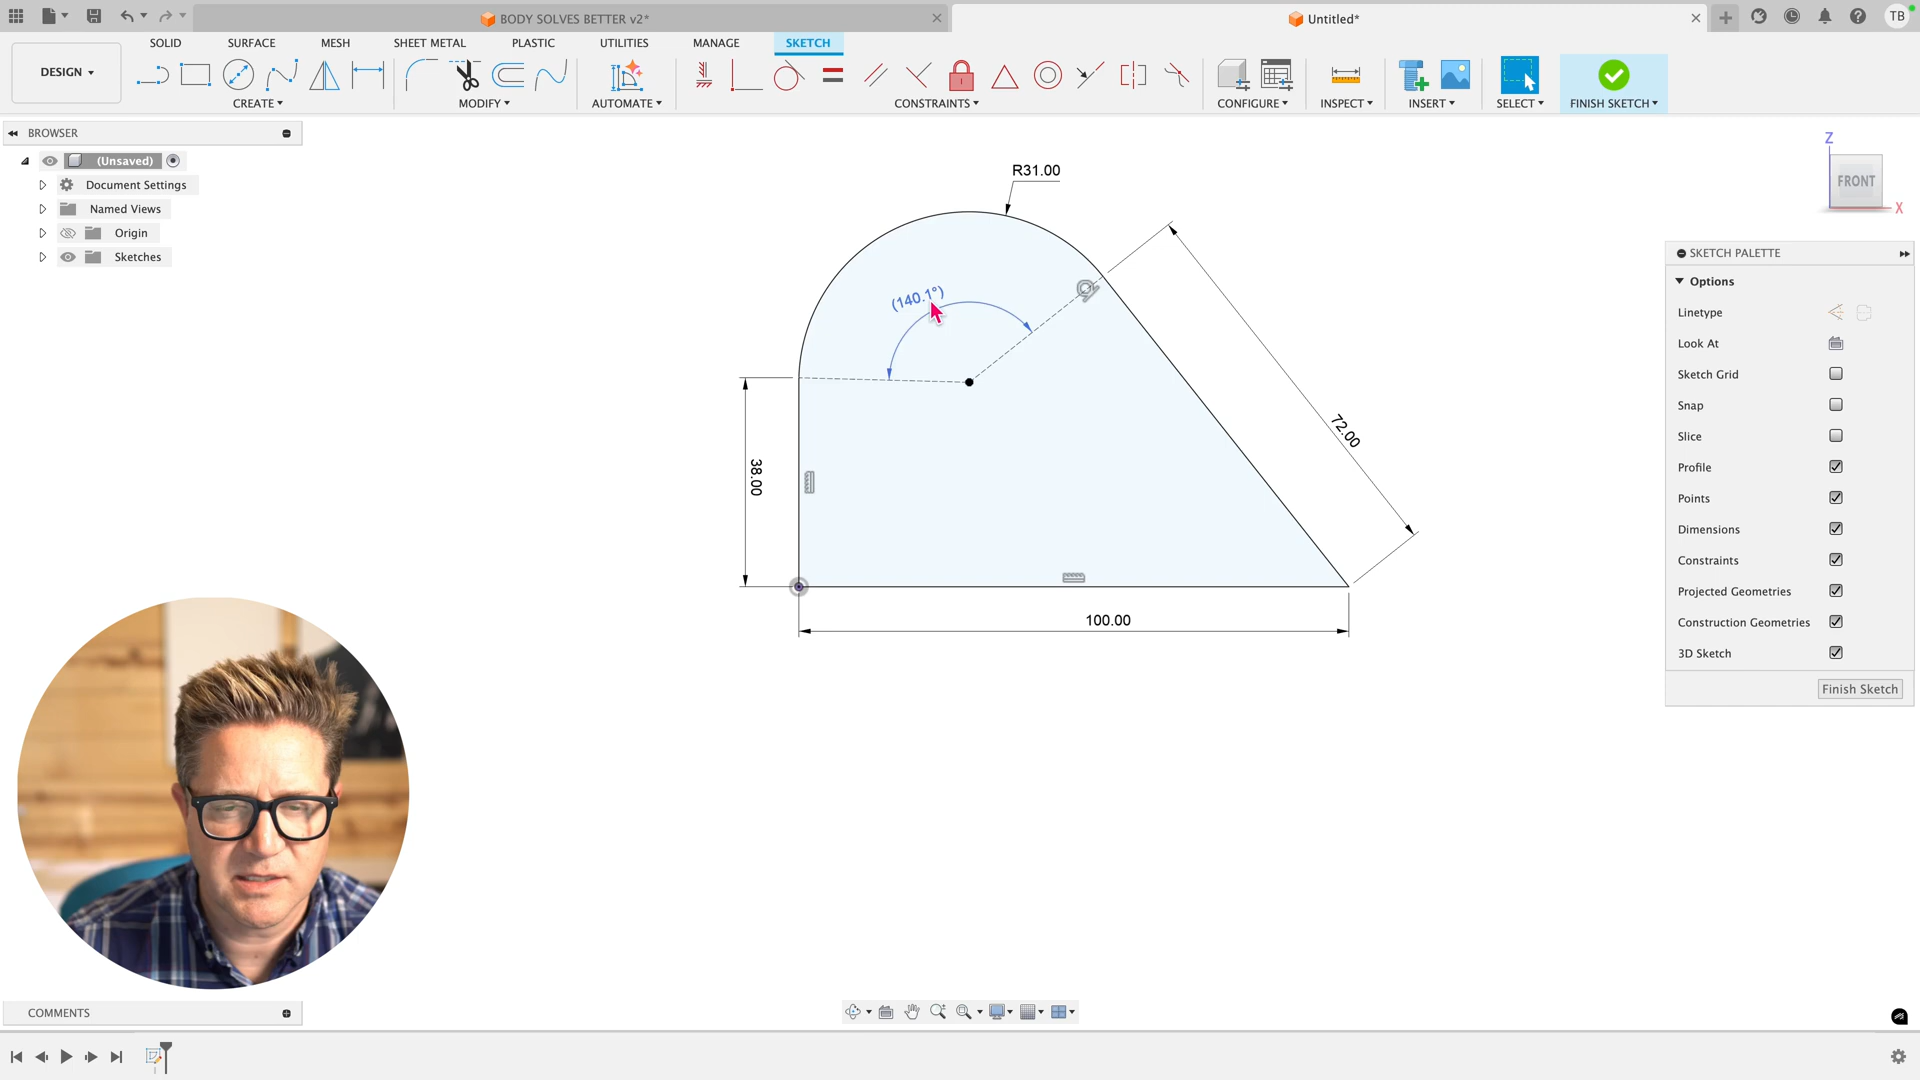 BODY SOLVES BETTER v2*
Untitled*
TB
DESIGN
SOLID
SURFACE
MESH
SHEET METAL
PLASTIC
UTILITIES
MANAGE
SKETCH
CREATE
MODIFY
AUTOMATE
CONSTRAINTS
CONFIGURE
INSPECT
INSERT
SELECT
FINISH SKETCH
BROWSER
(Unsaved)
Document Settings
Named Views
Origin
Sketches
R31.00
(140.1°)
72.00
38.00
100.00
Z
FRONT
X
SKETCH PALETTE
Options
Linetype
Look At
Sketch Grid
Snap
Slice
Profile
Points
Dimensions
Constraints
Projected Geometries
Construction Geometries
3D Sketch
Finish Sketch
COMMENTS